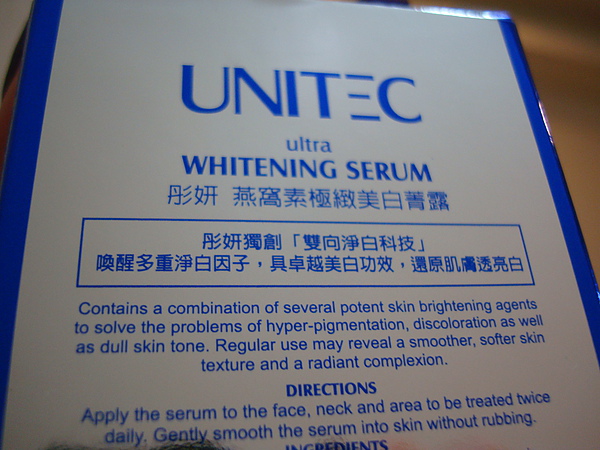 UNITEC
ultra
WHITENING SERUM
彤妍 燕窩素極緻美白菁露
彤妍獨創「雙向淨白科技」
喚醒多重淨白因子，具卓越美白功效，還原肌膚透亮白
Contains a combination of several potent skin brightening agents
to solve the problems of hyper-pigmentation, discoloration as well
as dull skin tone. Regular use may reveal a smoother, softer skin
texture and a radiant complexion.
DIRECTIONS
Apply the serum to the face, neck and area to be treated twice
daily. Gently smooth the serum into skin without rubbing.
INGREDIENTS